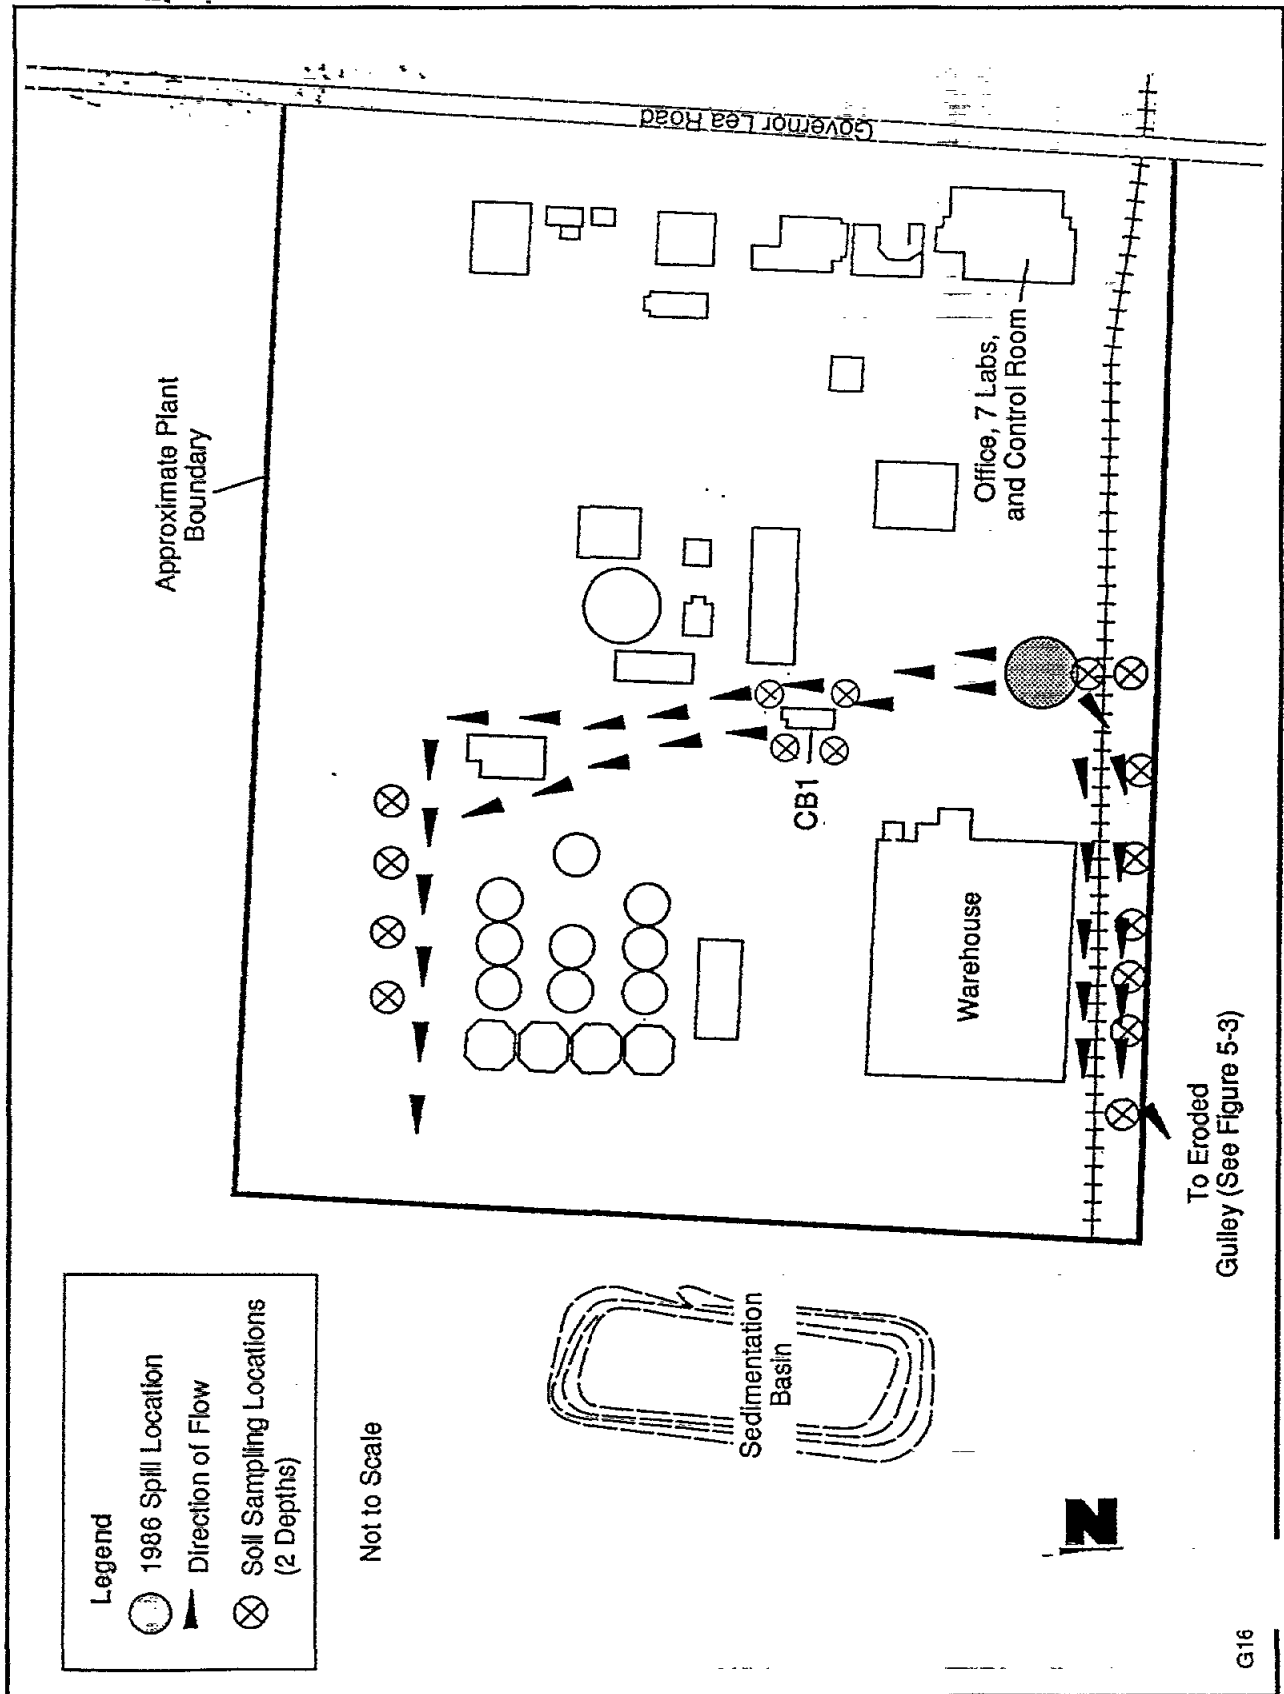 Approximate Plant
Boundary
Governor Lea Road
Office, 7 Labs,
and Control Room
CB1
Warehouse
To Eroded
Gulley (See Figure 5-3)
Sedimentation
Basin
Legend
1986 Spill Location
Direction of Flow
Soil Sampling Locations
(2 Depths)
Not to Scale
N
G16